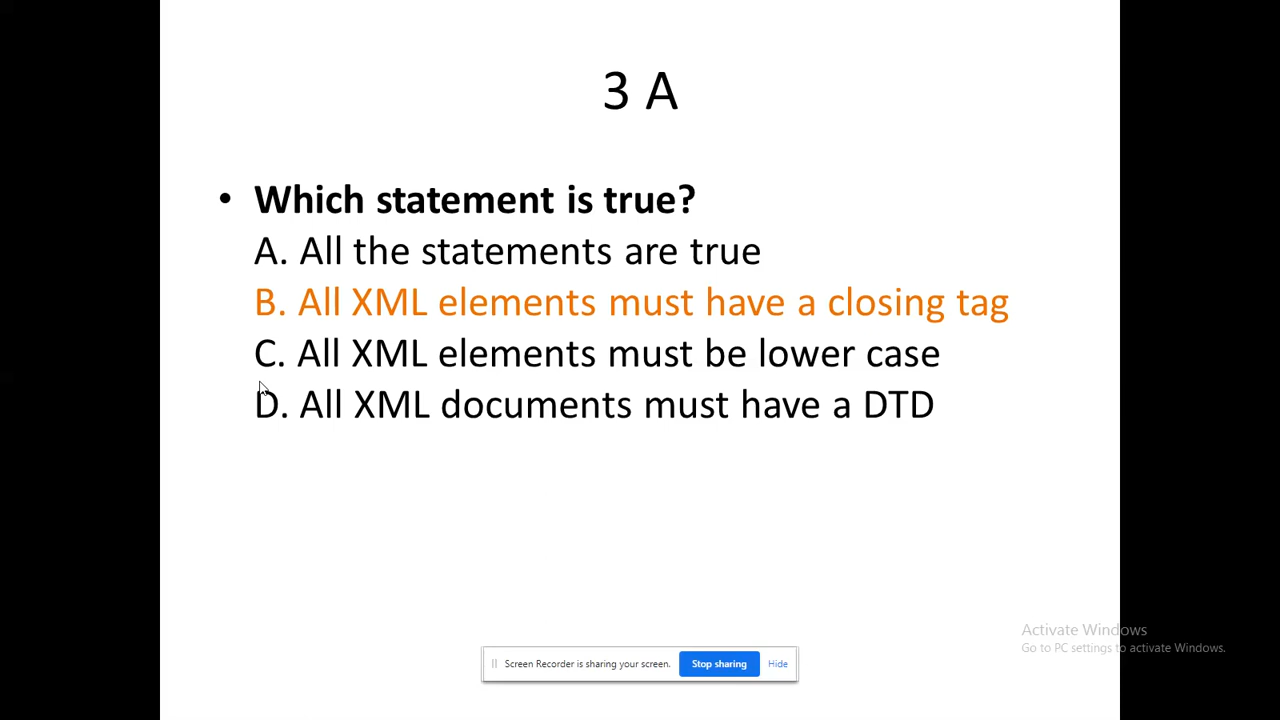 3 A
• Which statement is true?
A. All the statements are true
B. All XML elements must have a closing tag
C. All XML elements must be lower case
D. All XML documents must have a DTD
Activate Windows
Go to PC settings to activate Windows.
Screen Recorder is sharing your screen. Stop sharing Hide